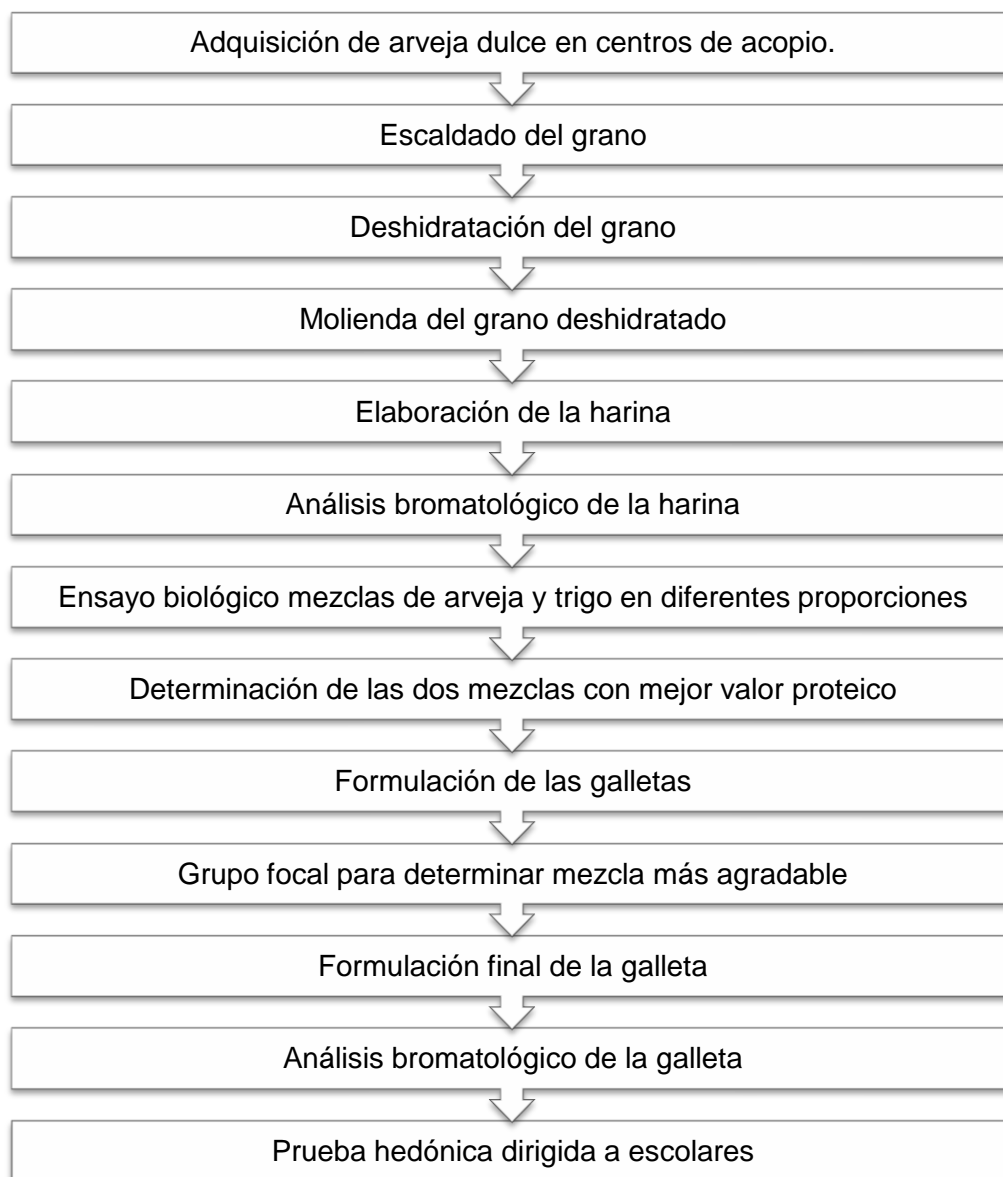 Adquisición de arveja dulce en centros de acopio.
Escaldado del grano
Deshidratación del grano
Molienda del grano deshidratado
Elaboración de la harina
Análisis bromatológico de la harina
Ensayo biológico mezclas de arveja y trigo en diferentes proporciones
Determinación de las dos mezclas con mejor valor proteico
Formulación de las galletas
Grupo focal para determinar mezcla más agradable
Formulación final de la galleta
Análisis bromatológico de la galleta
Prueba hedónica dirigida a escolares